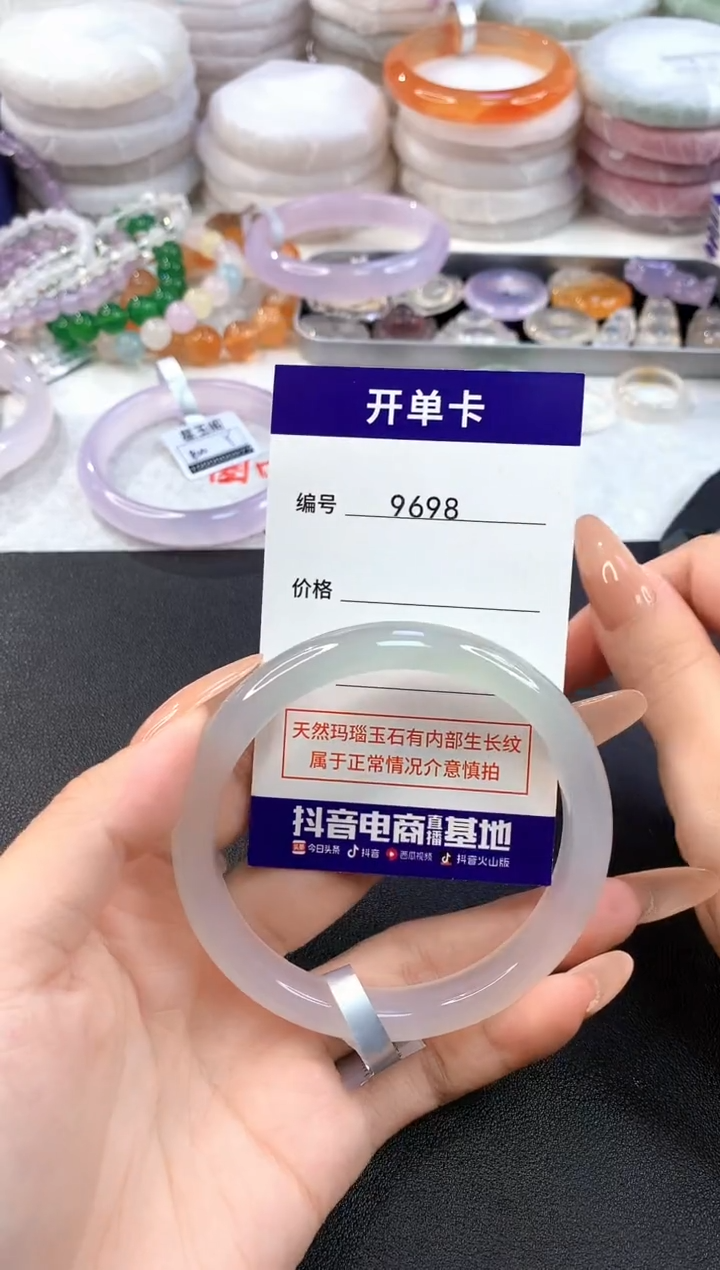 开单卡
编号 9698
价格
天然玛瑙玉石有内部生长纹
属于正常情况介意慎拍
抖音电商直播基地
头条 今日头条 抖音 西瓜视频 抖音火山版